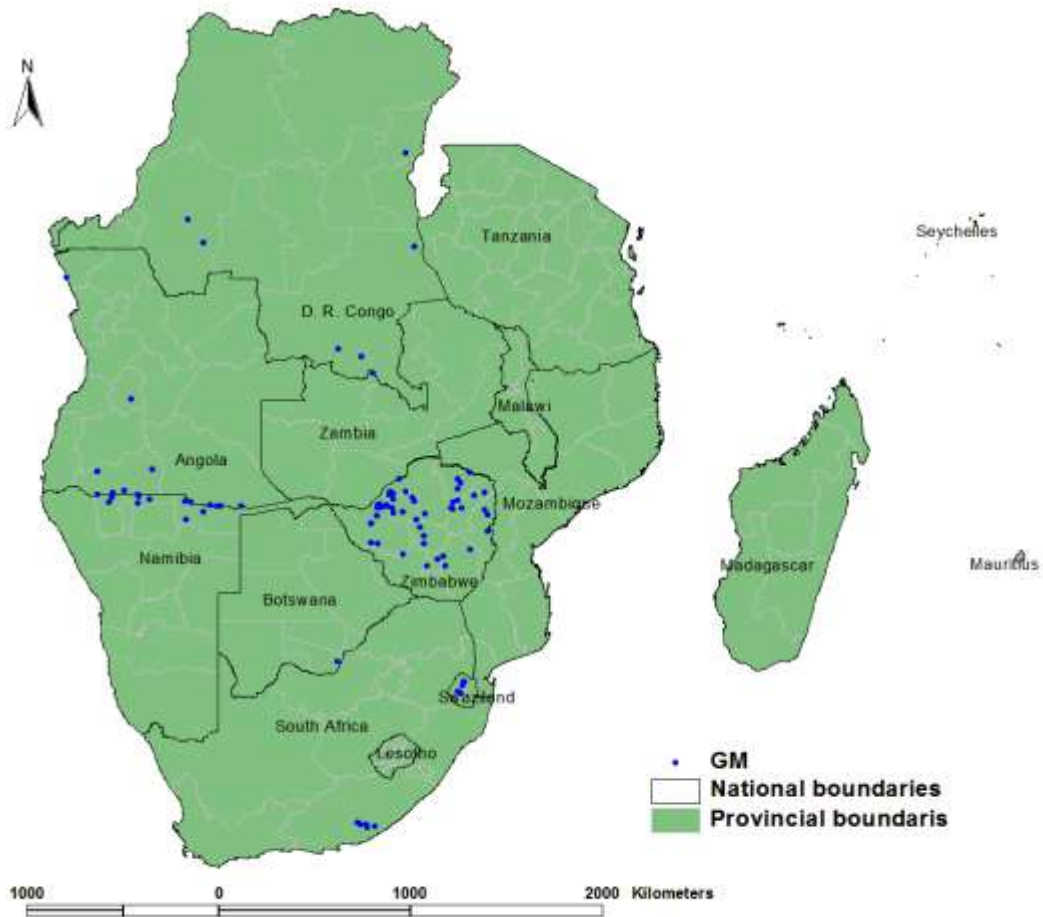 N
Tanzania
Seychelles
D. R. Congo
Malawi
Zambia
Angola
Mozambique
Namibia
Zimbabwe
Madagascar
Mauritius
Botswana
Swaziland
South Africa
Lesotho
GM
National boundaries
Provincial boundaris
1000 0 1000 2000 Kilometers